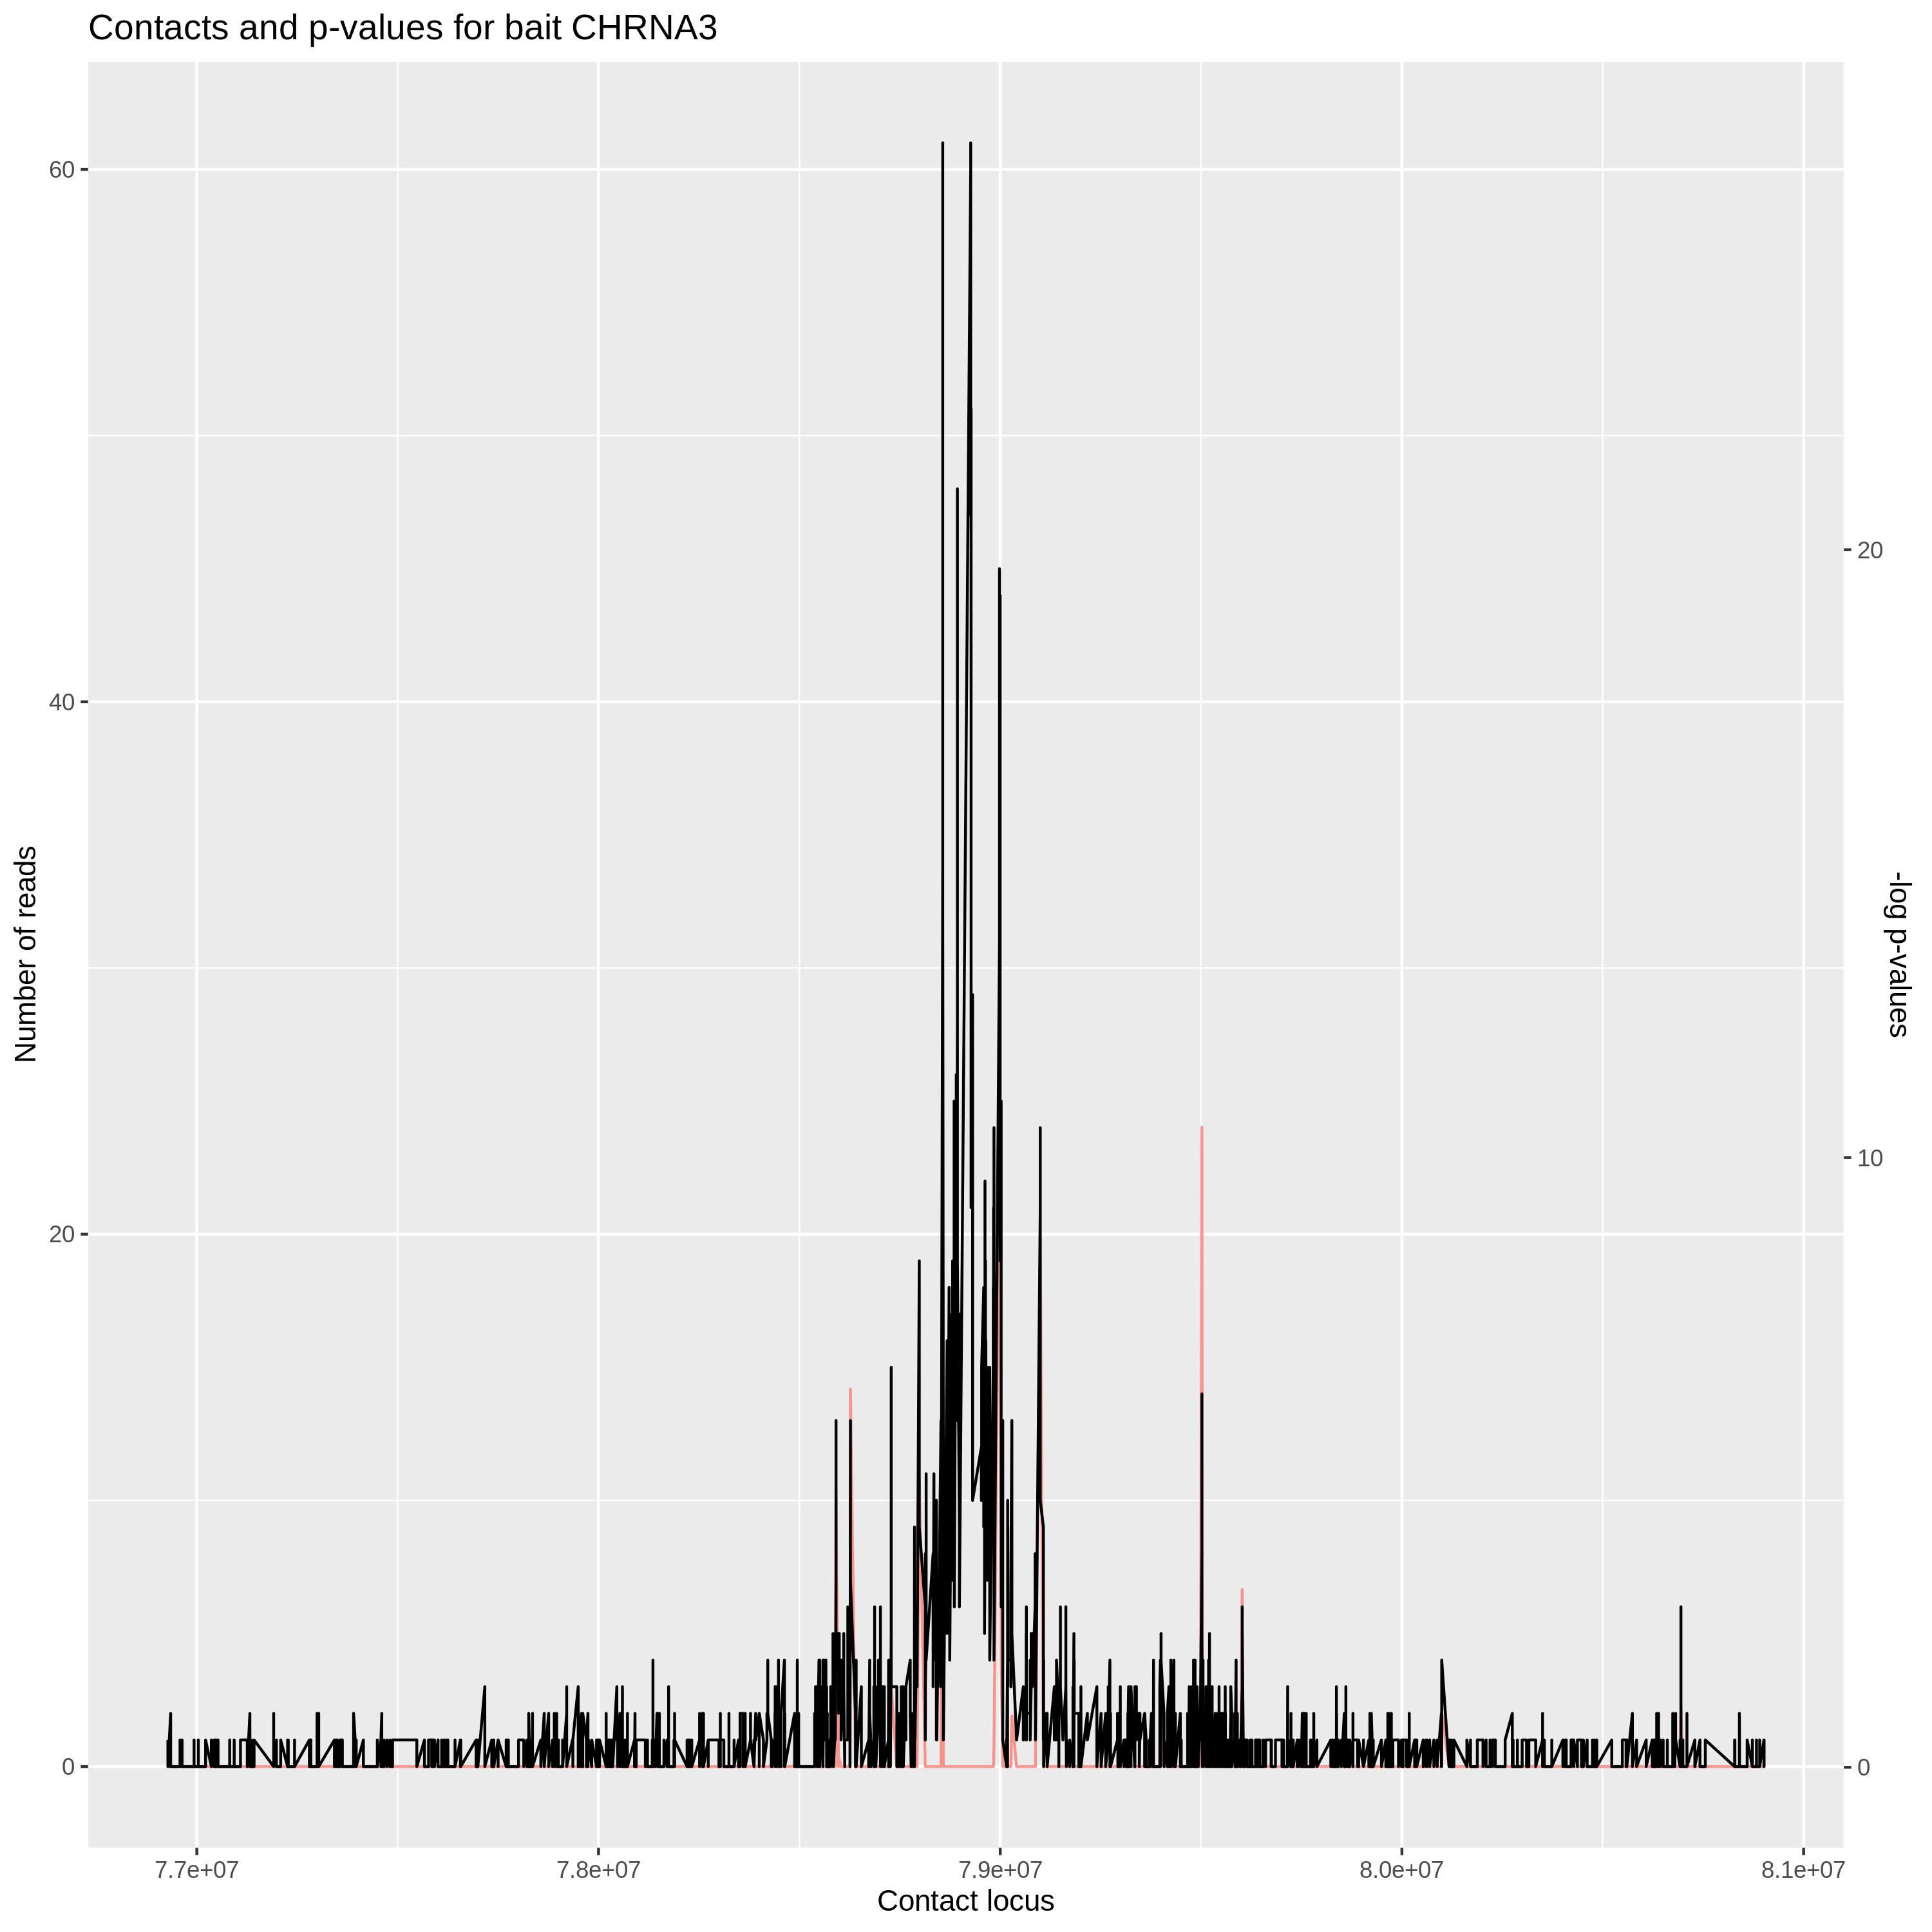 Contacts and p-values for bait CHRNA3
60
40
20
0
Number of reads
20
10
0
-log p-values
7.7e+07 7.8e+07 7.9e+07 8.0e+07 8.1e+07
Contact locus